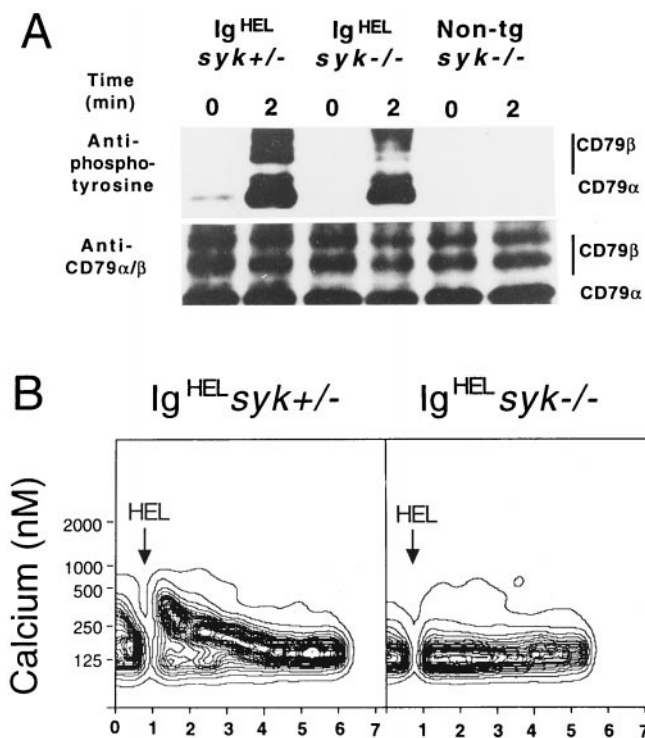 A
Ig HEL Ig HEL Non-tg
syk+/- syk-/- syk-/-
Time
(min) 0 2 0 2 0 2
Anti-
phospho-
tyrosine
CD79β
CD79α
Anti-
CD79α/β
CD79β
CD79α
B
Ig HEL syk+/- Ig HEL syk-/-
Calcium (nM)
HEL HEL
2000
1000
500
250
125
0 1 2 3 4 5 6 7 1 2 3 4 5 6 7